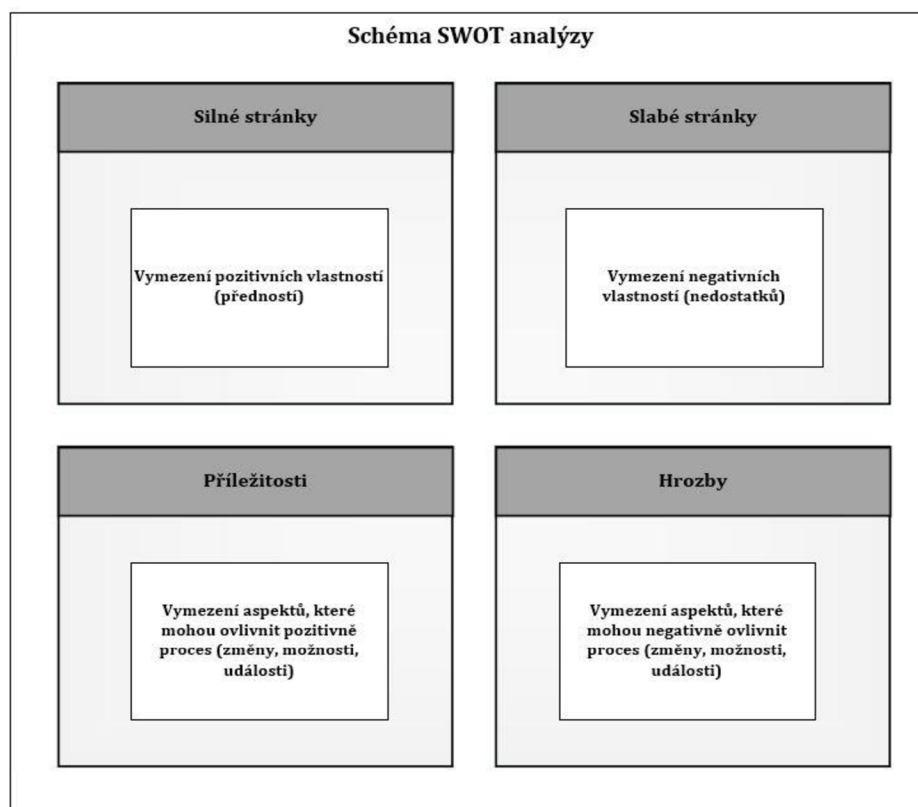 Schéma SWOT analýzy
Silné stránky
Vymezení pozitivních vlastností
(předností)
Slabé stránky
Vymezení negativních
vlastností (nedostatků)
Příležitosti
Vymezení aspektů, které
mohou ovlivnit pozitivně
proces (změny, možnosti,
události)
Hrozby
Vymezení aspektů, které
mohou negativně ovlivnit
proces (změny, možnosti,
události)